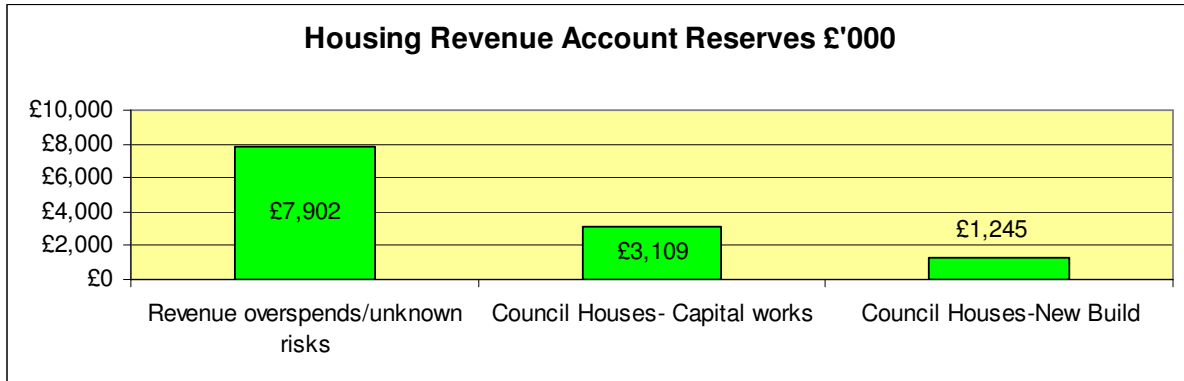 Housing Revenue Account Reserves £'000
£10,000
£8,000
£6,000
£4,000
£2,000
£0
£7,902
£3,109
£1,245
Revenue overspends/unknown
risks
Council Houses- Capital works
Council Houses-New Build